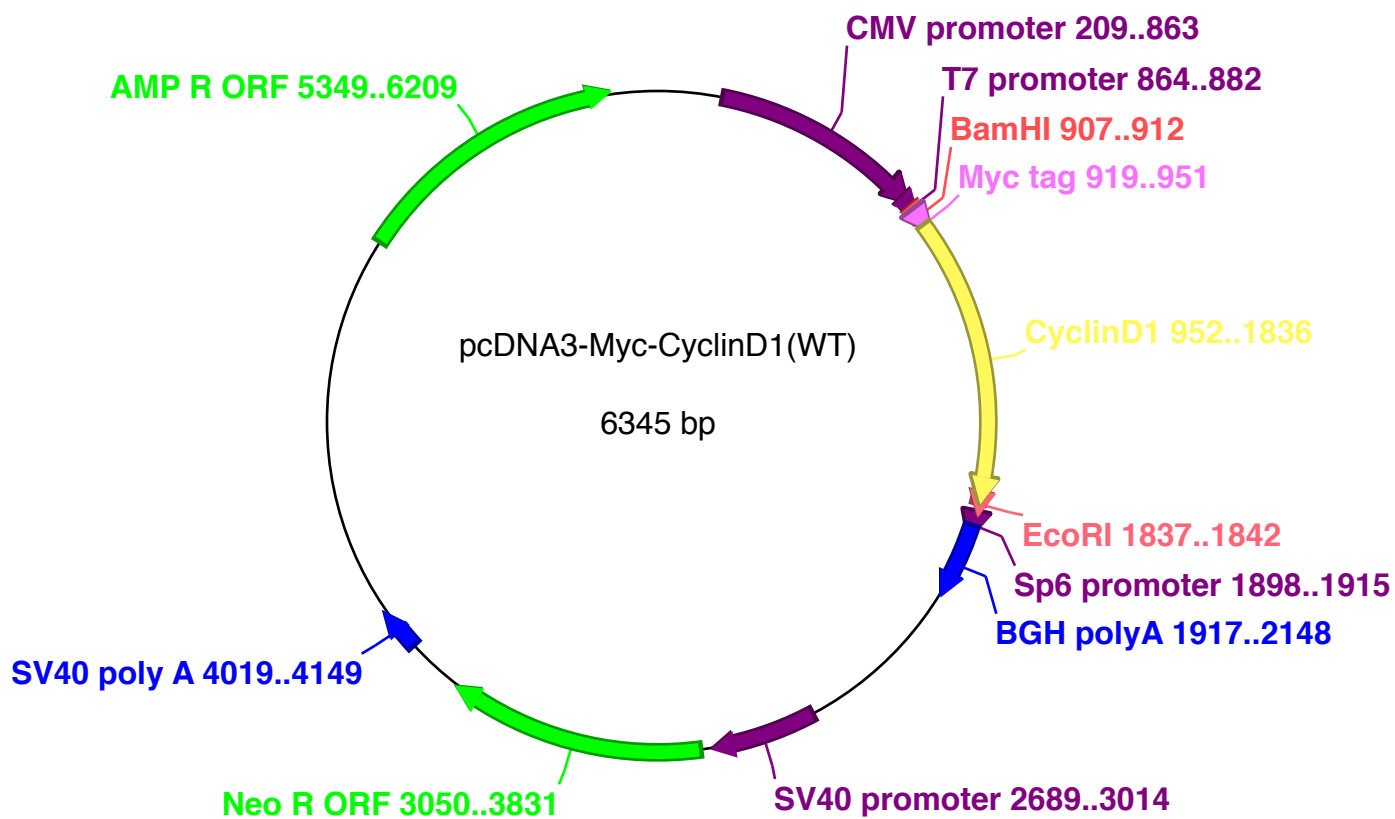 CMV promoter 209..863
AMP R ORF 5349..6209
T7 promoter 864..882
BamHI 907..912
Myc tag 919..951
CyclinD1 952..1836
pcDNA3-Myc-CyclinD1(WT)
6345 bp
EcoRI 1837..1842
Sp6 promoter 1898..1915
BGH polyA 1917..2148
SV40 poly A 4019..4149
SV40 promoter 2689..3014
Neo R ORF 3050..3831